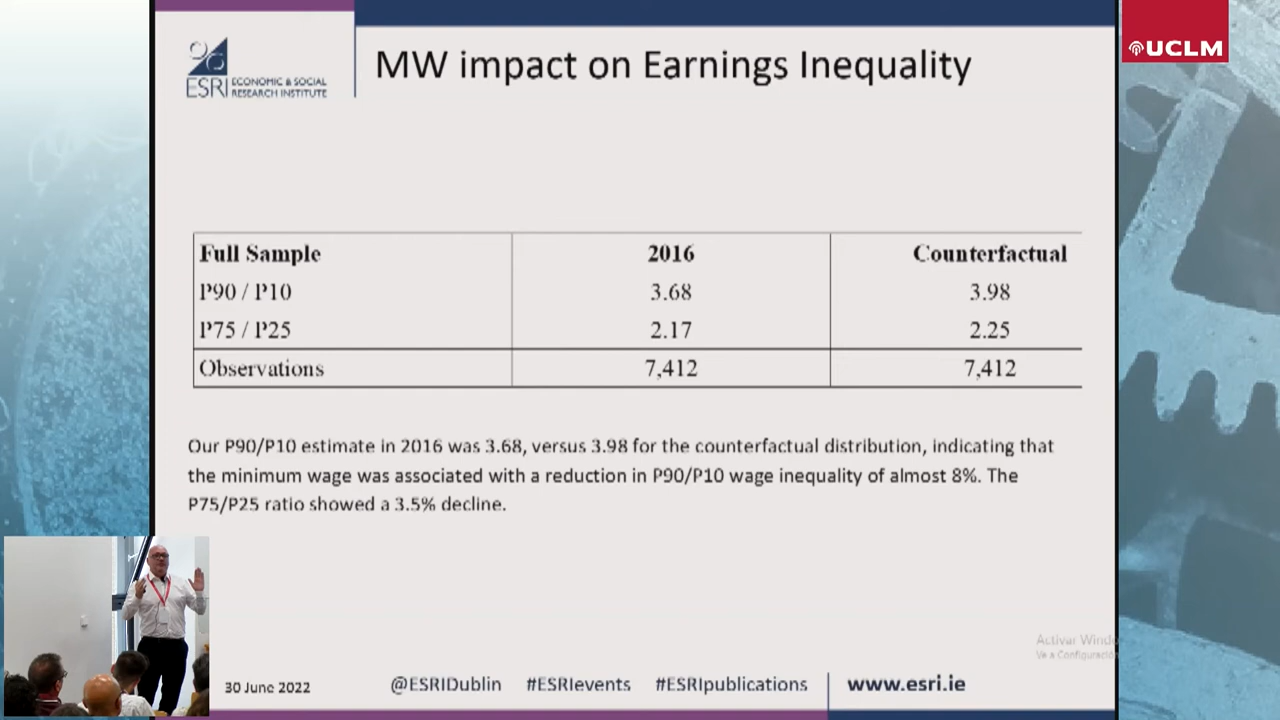 UCLM
ESRI
ECONOMIC & SOCIAL
RESEARCH INSTITUTE
MW impact on Earnings Inequality
Full Sample 2016 Counterfactual
P90 / P10 3.68 3.98
P75 / P25 2.17 2.25
Observations 7,412 7,412
Our P90/P10 estimate in 2016 was 3.68, versus 3.98 for the counterfactual distribution, indicating that
the minimum wage was associated with a reduction in P90/P10 wage inequality of almost 8%. The
P75/P25 ratio showed a 3.5% decline.
Activar Windo
Ve a Configuración
30 June 2022 @ESRIDublin #ESRIevents #ESRIpublications www.esri.ie